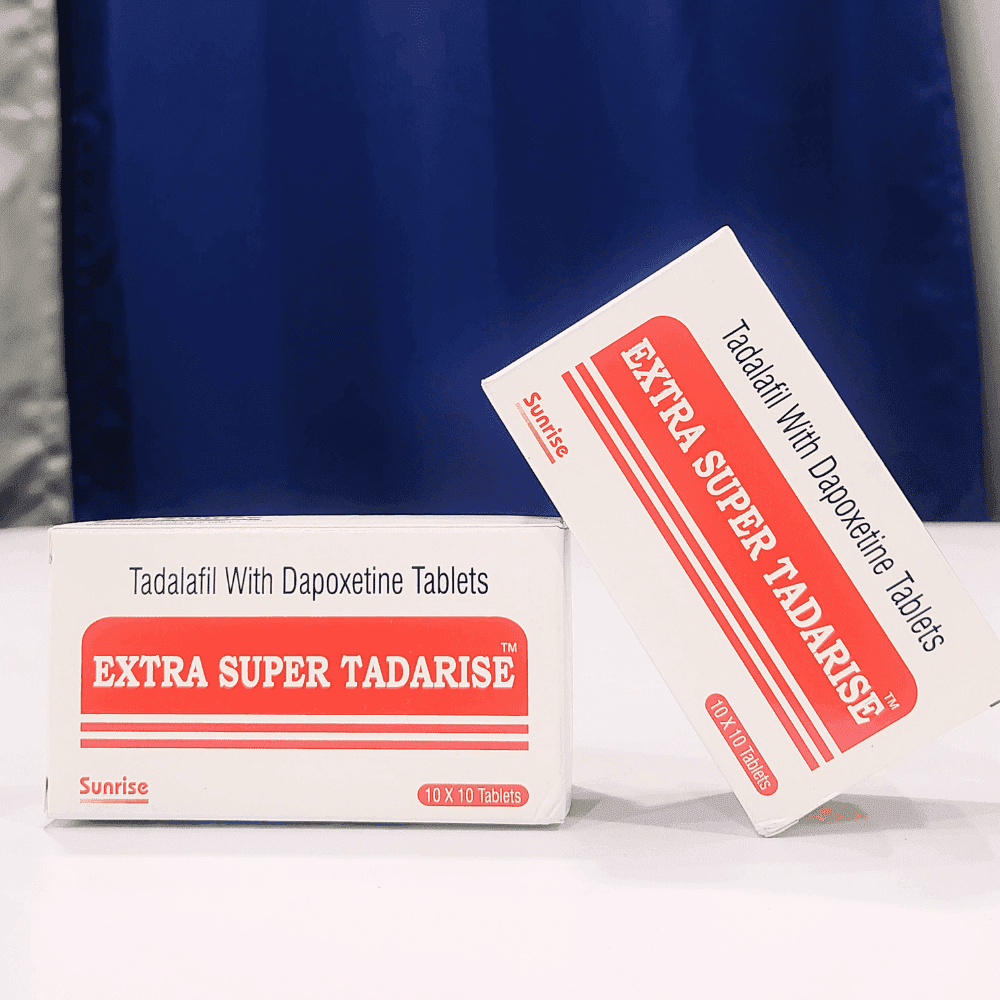 Tadalafil With Dapoxetine Tablets
EXTRA SUPER TADARISE™
Sunrise
10 X 10 Tablets
Tadalafil With Dapoxetine Tablets
EXTRA SUPER TADARISE™
Sunrise
10 X 10 Tablets